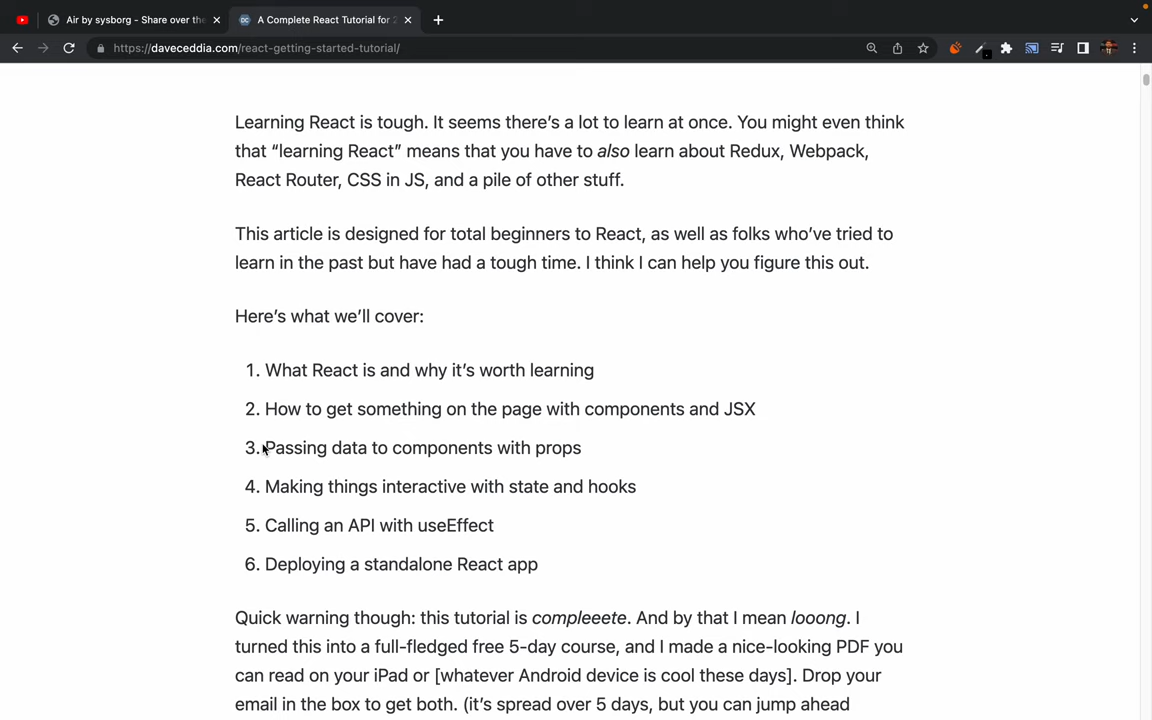 Air by sysborg - Share over the
A Complete React Tutorial for 2
https://daveceddia.com/react-getting-started-tutorial/
Learning React is tough. It seems there’s a lot to learn at once. You might even think
that “learning React” means that you have to also learn about Redux, Webpack,
React Router, CSS in JS, and a pile of other stuff.
This article is designed for total beginners to React, as well as folks who’ve tried to
learn in the past but have had a tough time. I think I can help you figure this out.
Here’s what we’ll cover:
1. What React is and why it’s worth learning
2. How to get something on the page with components and JSX
3. Passing data to components with props
4. Making things interactive with state and hooks
5. Calling an API with useEffect
6. Deploying a standalone React app
Quick warning though: this tutorial is compleeete. And by that I mean looong. I
turned this into a full-fledged free 5-day course, and I made a nice-looking PDF you
can read on your iPad or [whatever Android device is cool these days]. Drop your
email in the box to get both. (it’s spread over 5 days, but you can jump ahead